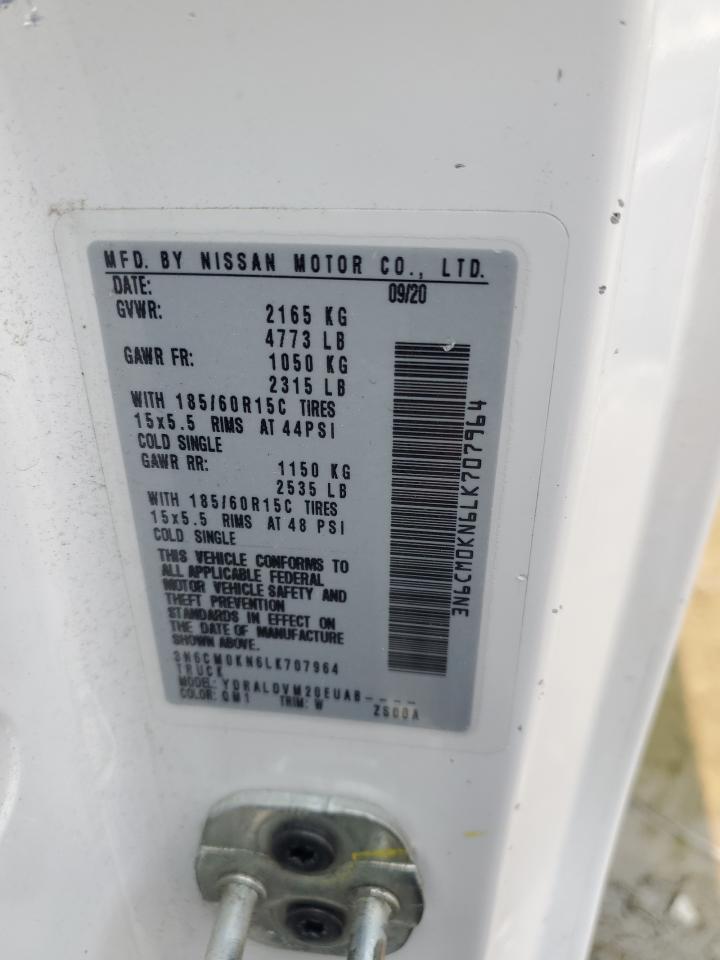 MFD. BY NISSAN MOTOR CO., LTD.
DATE: 09/20
GVWR: 2165 KG
4773 LB
GAWR FR: 1050 KG
2315 LB
WITH 185/60R15C TIRES
15x5.5 RIMS AT 44PSI
COLD SINGLE
GAWR RR: 1150 KG
2535 LB
WITH 185/60R15C TIRES
15x5.5 RIMS AT 48 PSI
COLD SINGLE
THIS VEHICLE CONFORMS TO
ALL APPLICABLE FEDERAL
MOTOR VEHICLE SAFETY AND
THEFT PREVENTION
STANDARDS IN EFFECT ON
THE DATE OF MANUFACTURE
SHOWN ABOVE.
3N6CM0KN6LK707964
TRUCK
YDRALDVM20EUAB----
COLOR: QM1 TRIM: W ZS00A
3N6CM0KN6LK707964